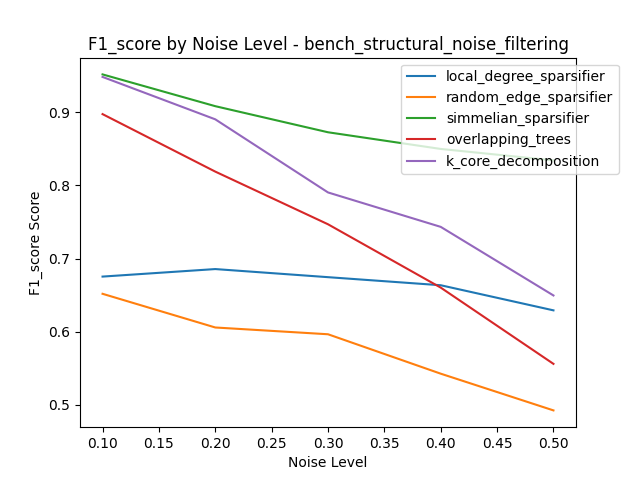 F1_score by Noise Level - bench_structural_noise_filtering
local_degree_sparsifier
random_edge_sparsifier
simmelian_sparsifier
overlapping_trees
k_core_decomposition
F1_score Score
0.9
0.8
0.7
0.6
0.5
0.10 0.15 0.20 0.25 0.30 0.35 0.40 0.45 0.50
Noise Level